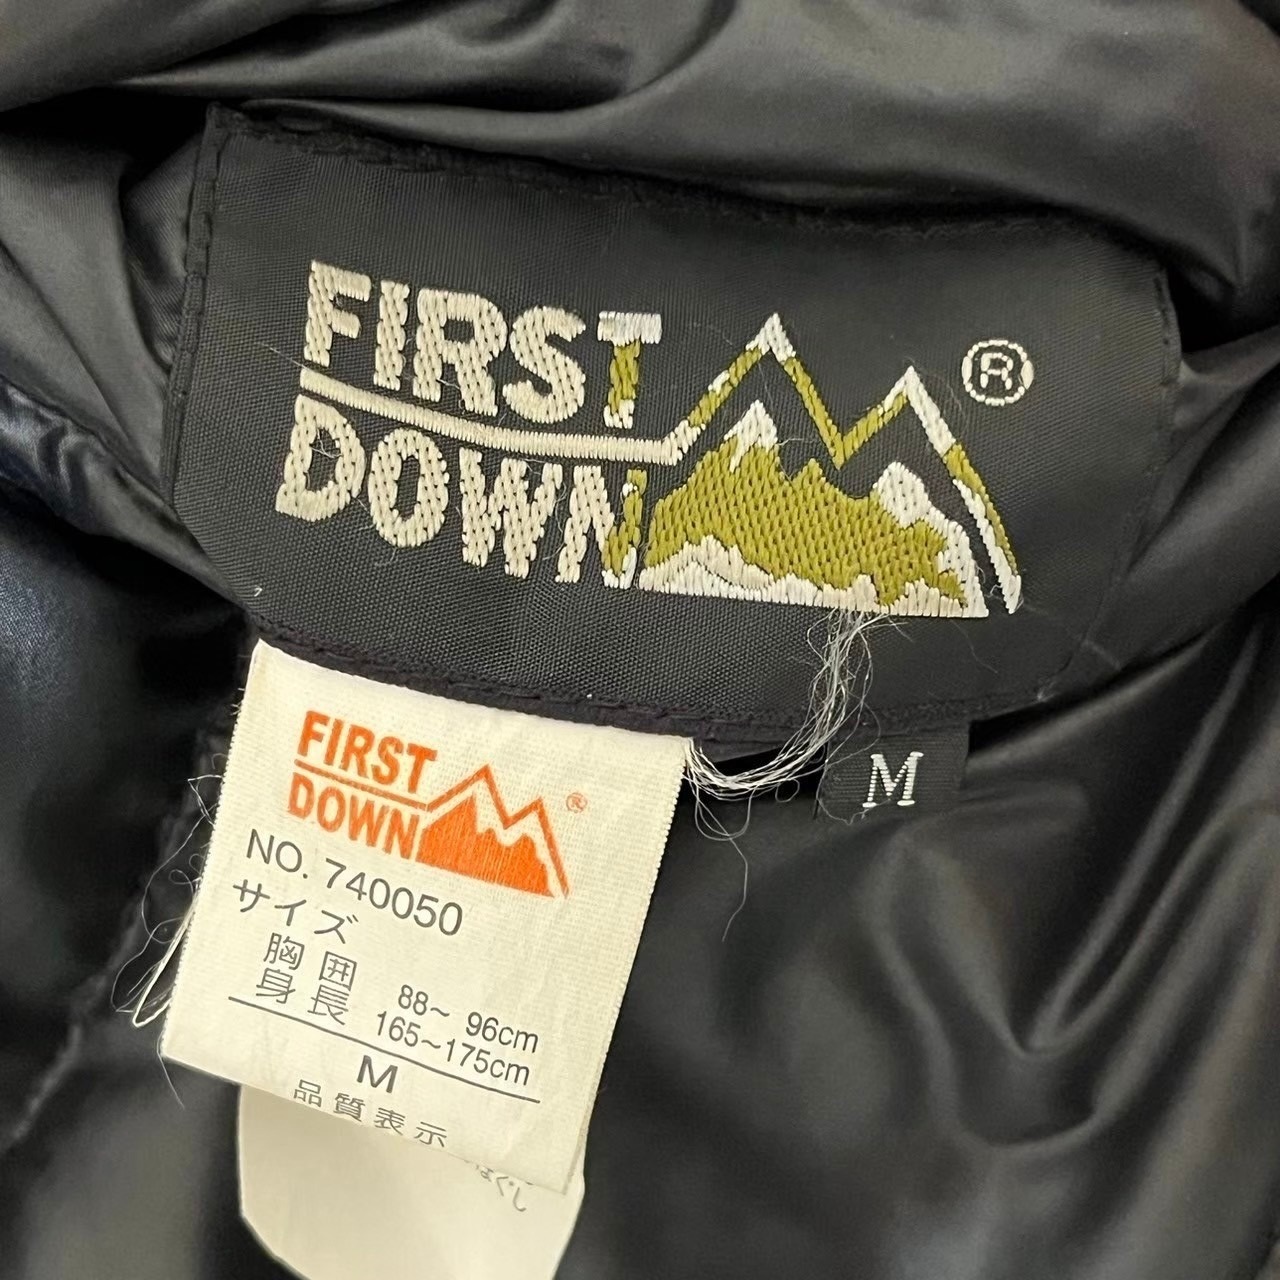 FIRST
DOWN
®
M
FIRST
DOWN
®
NO. 740050
サイズ
胸囲 88~ 96cm
身長 165~175cm
M
品質表示